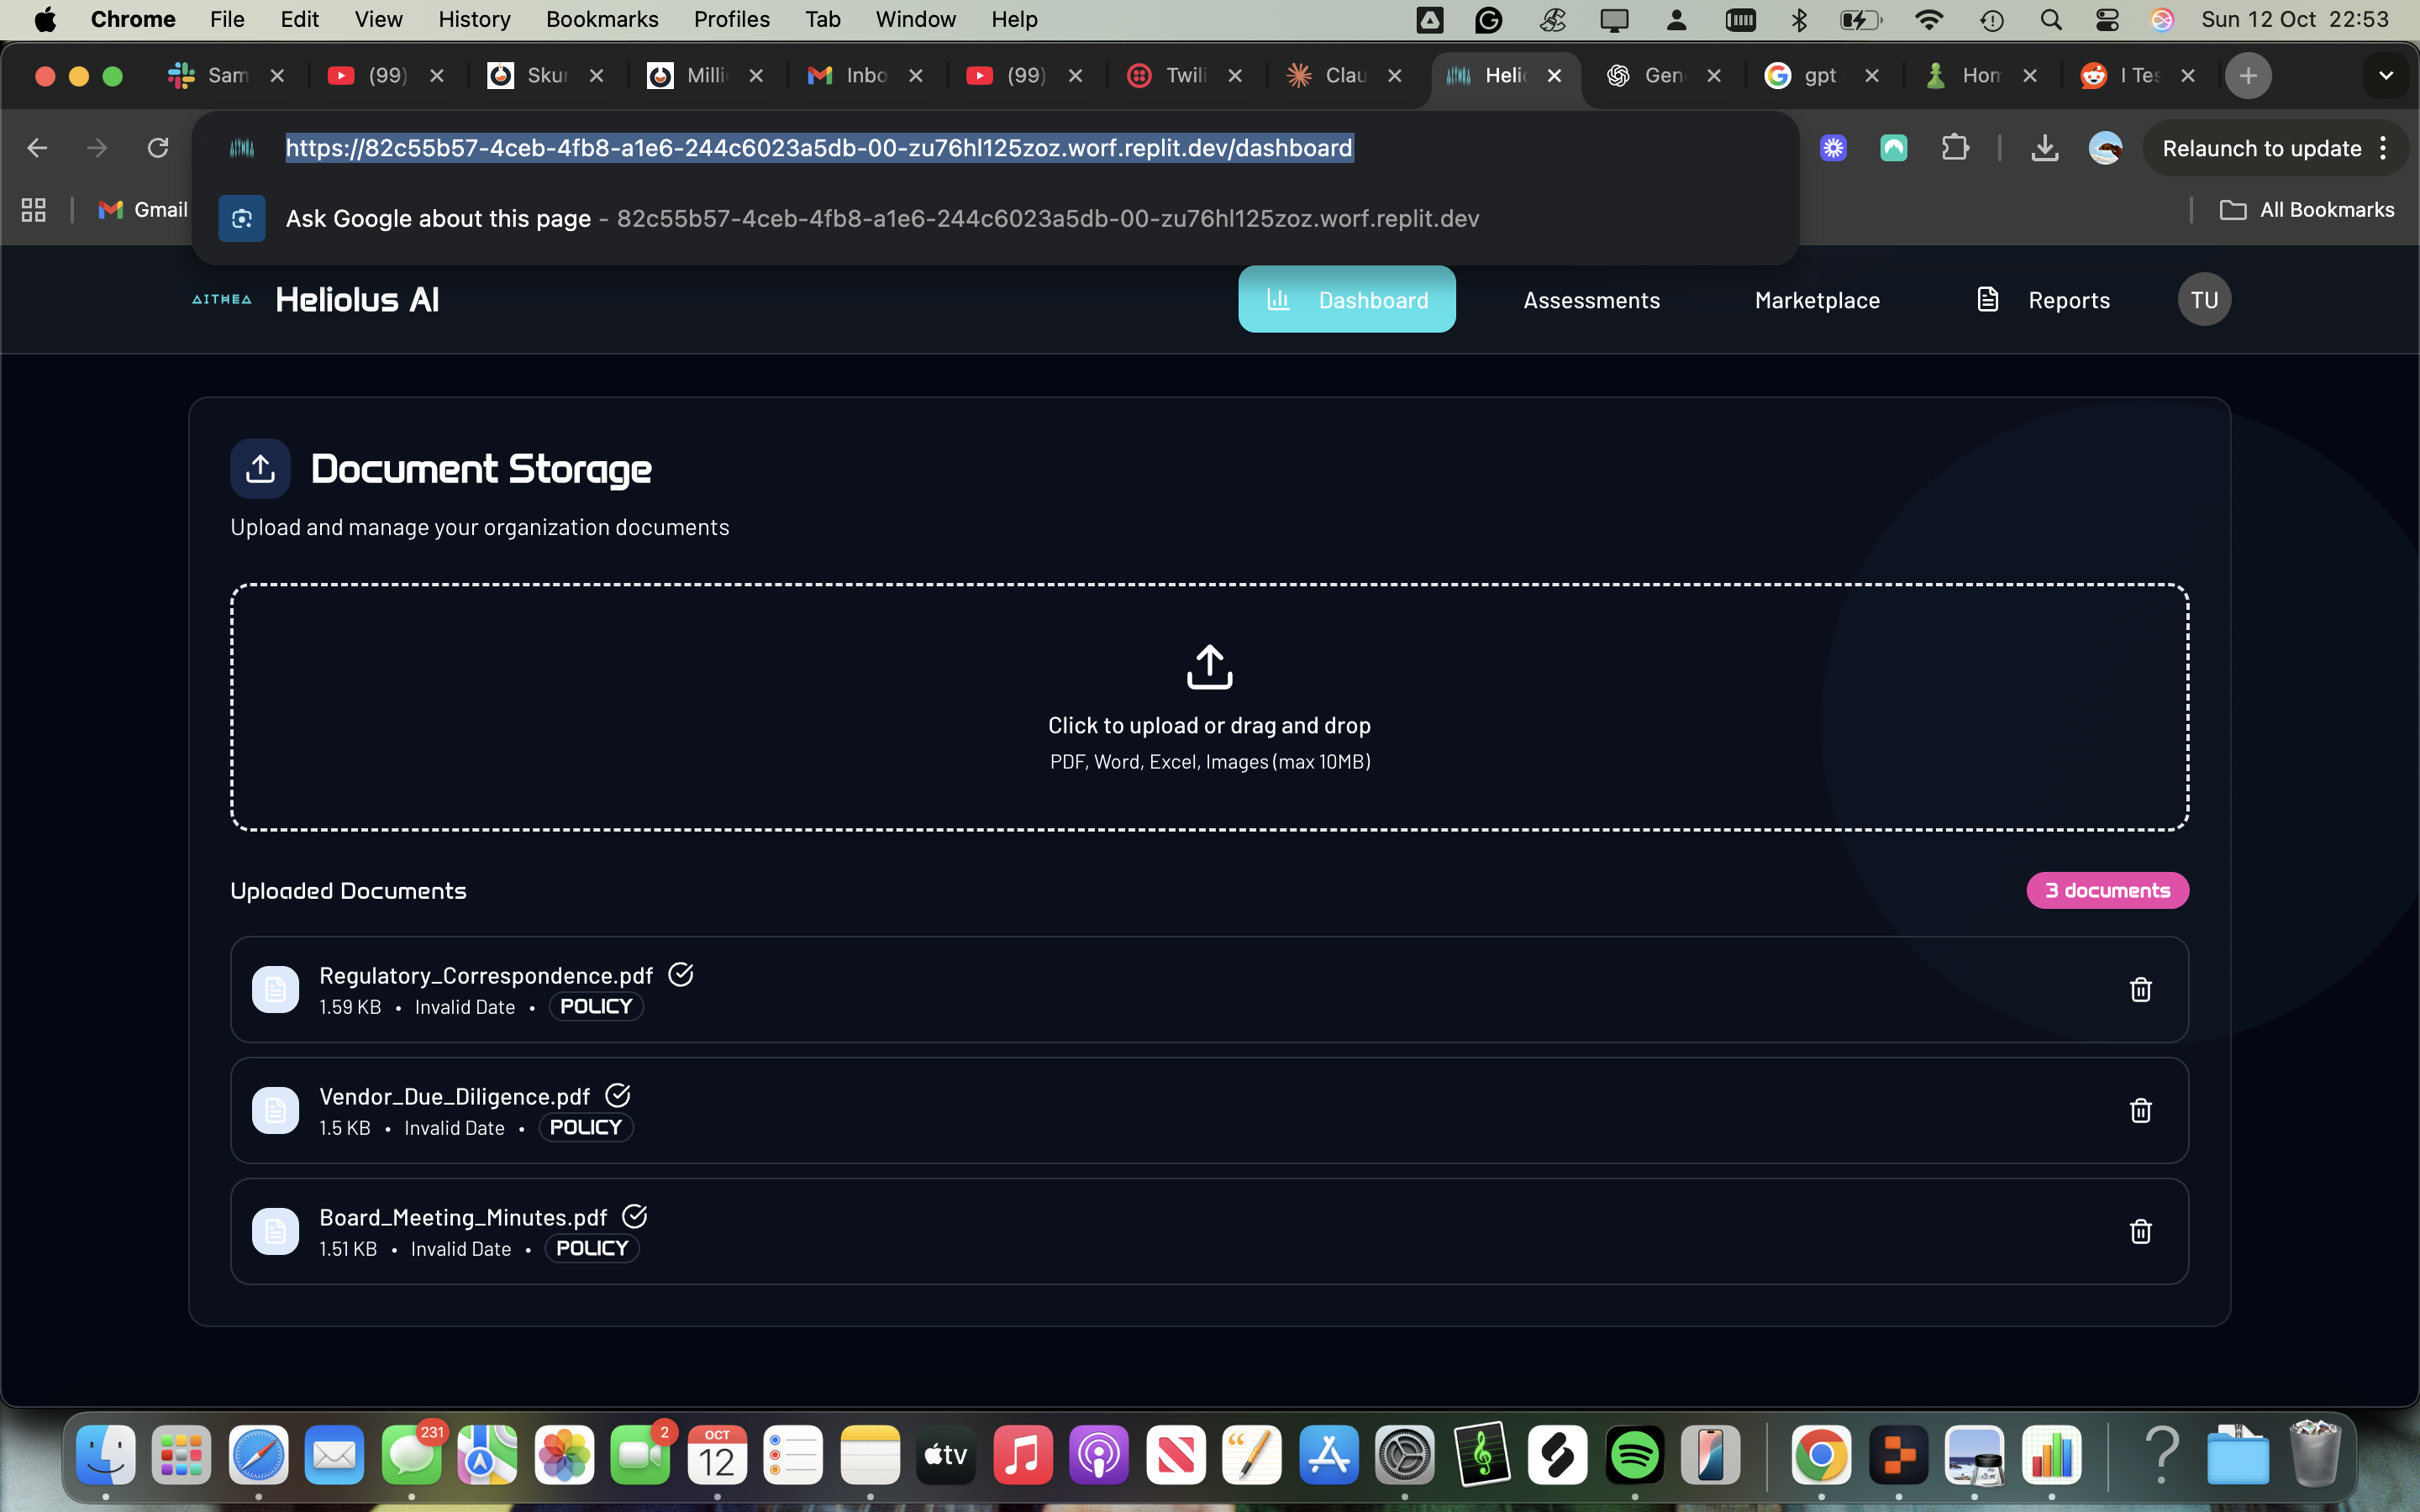 Chrome File Edit View History Bookmarks Profiles Tab Window Help Sun 12 Oct 22:53
Sam (99) Skur Milli Inbo (99) Twili Clau Helio Gen gpt Hom I Tes
https://82c55b57-4ceb-4fb8-a1e6-244c6023a5db-00-zu76hl125zoz.worf.replit.dev/dashboard
Relaunch to update
Gmail
Ask Google about this page - 82c55b57-4ceb-4fb8-a1e6-244c6023a5db-00-zu76hl125zoz.worf.replit.dev
All Bookmarks
AITHEA Heliolus AI Dashboard Assessments Marketplace Reports TU
Document Storage
Upload and manage your organization documents
Click to upload or drag and drop
PDF, Word, Excel, Images (max 10MB)
Uploaded Documents
3 documents
Regulatory_Correspondence.pdf
1.59 KB • Invalid Date • POLICY
Vendor_Due_Diligence.pdf
1.5 KB • Invalid Date • POLICY
Board_Meeting_Minutes.pdf
1.51 KB • Invalid Date • POLICY
231
2
OCT
12
tv